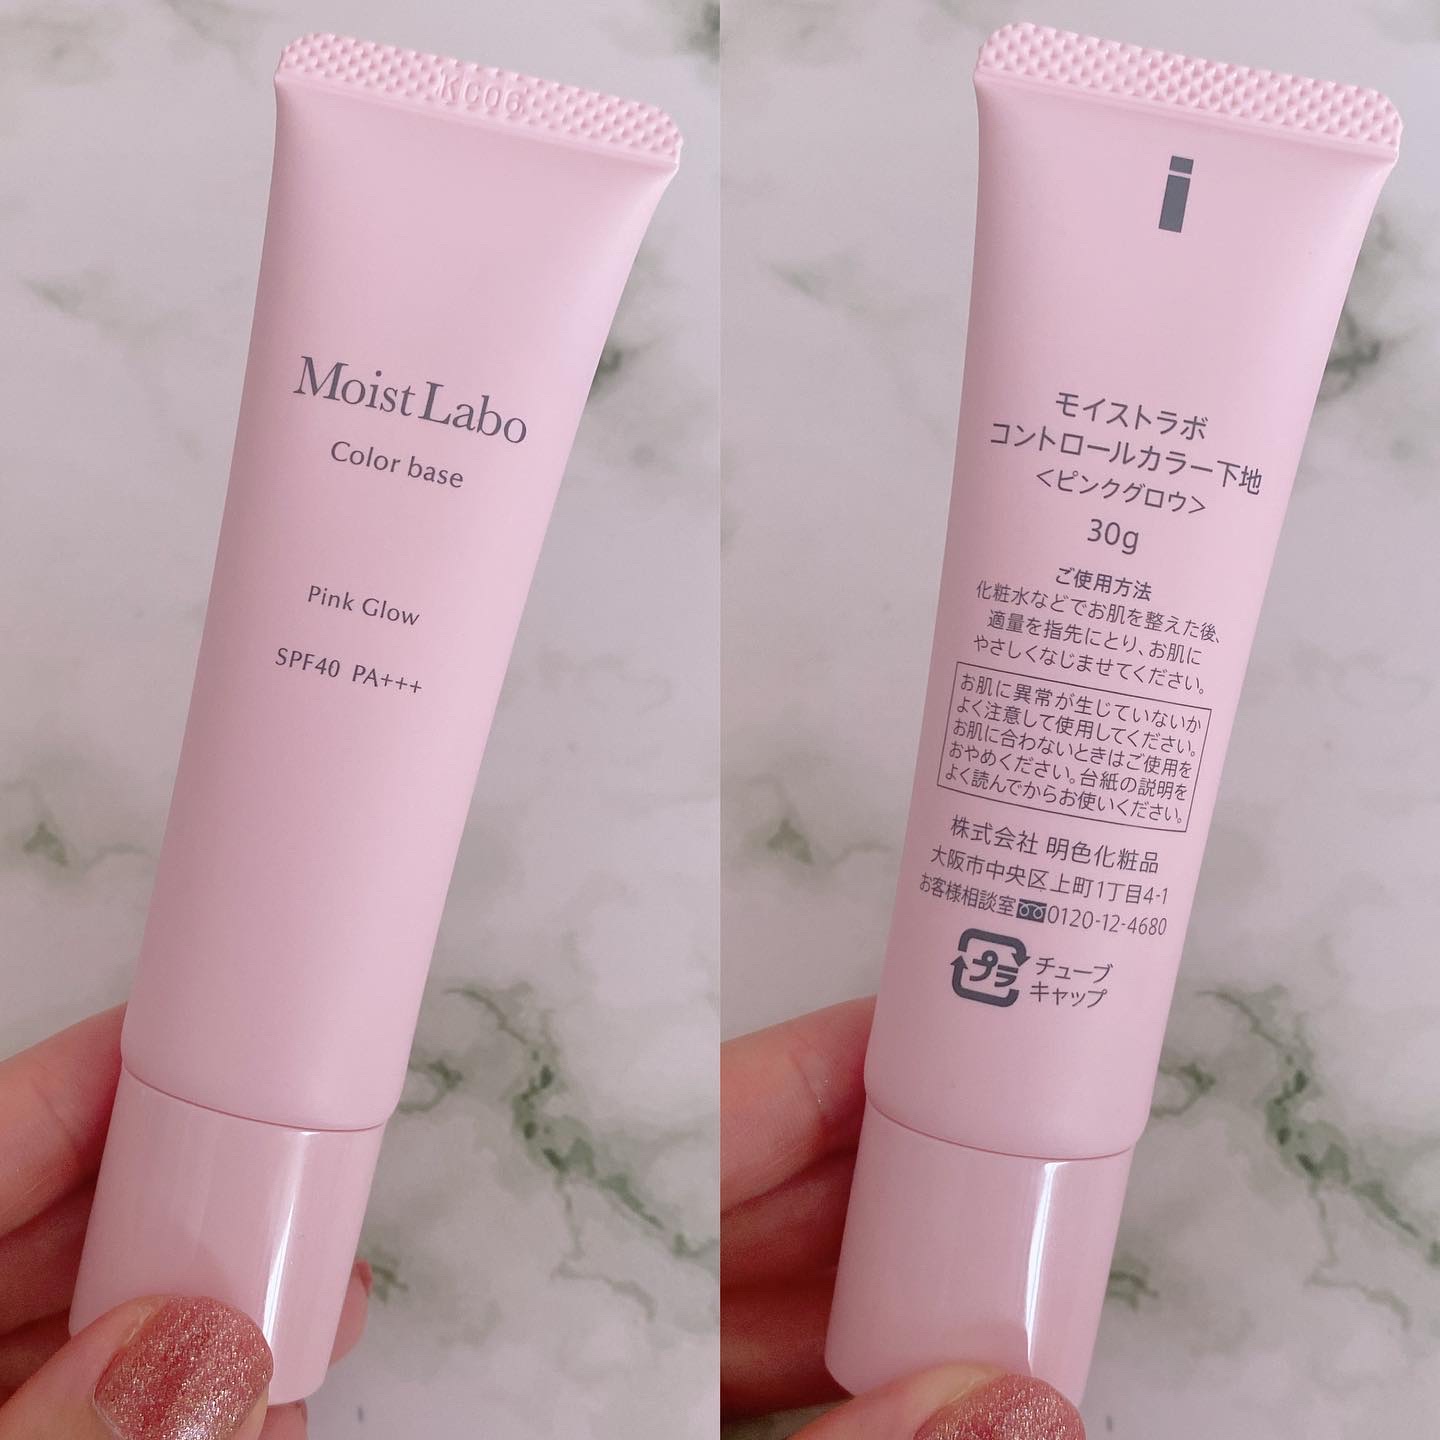 KC06
Moist Labo
Color base
Pink Glow
SPF40 PA+++
モイストラボ
コントロールカラー下地
<ピンクグロウ>
30g
ご使用方法
化粧水などでお肌を整えた後、
適量を指先にとり、お肌に
やさしくなじませてください。
お肌に異常が生じていないか
よく注意して使用してください。
お肌に合わないときはご使用を
おやめください。台紙の説明を
よく読んでからお使いください。
株式会社 明色化粧品
大阪市中央区上町1丁目4-1
お客様相談室0120-12-4680
プラ
チューブ
キャップ